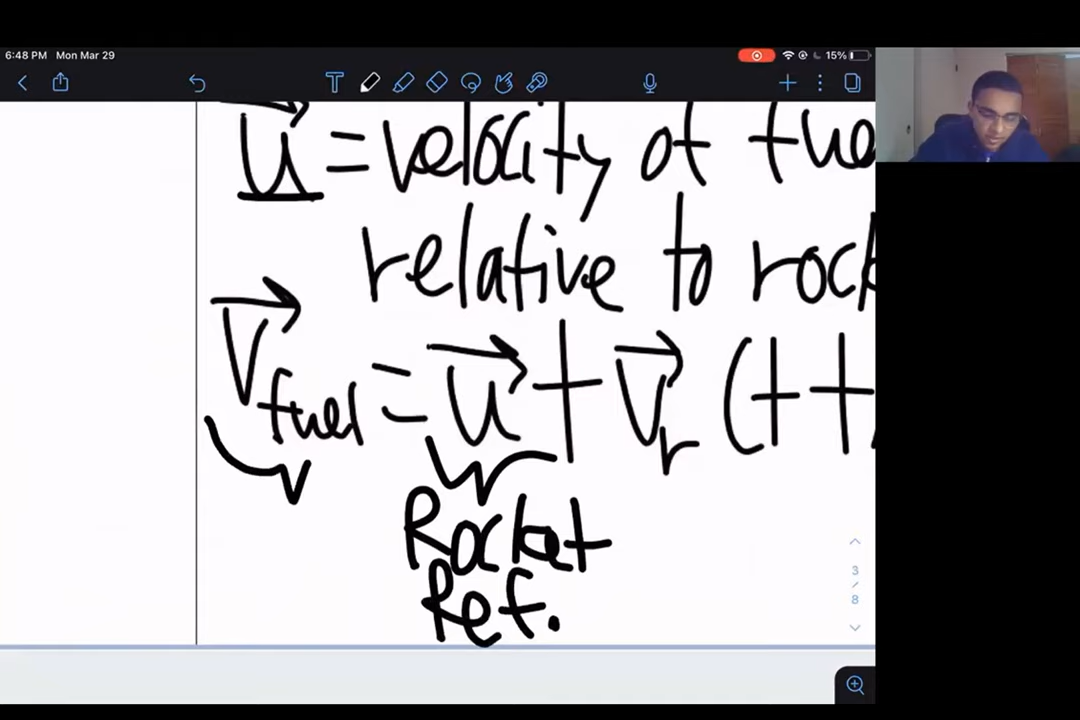 6:48 PM Mon Mar 29
15%
u = velocity of fue
relative to rock
V fuel = u + Vr (t +
Rocket
Ref.
3
/
8